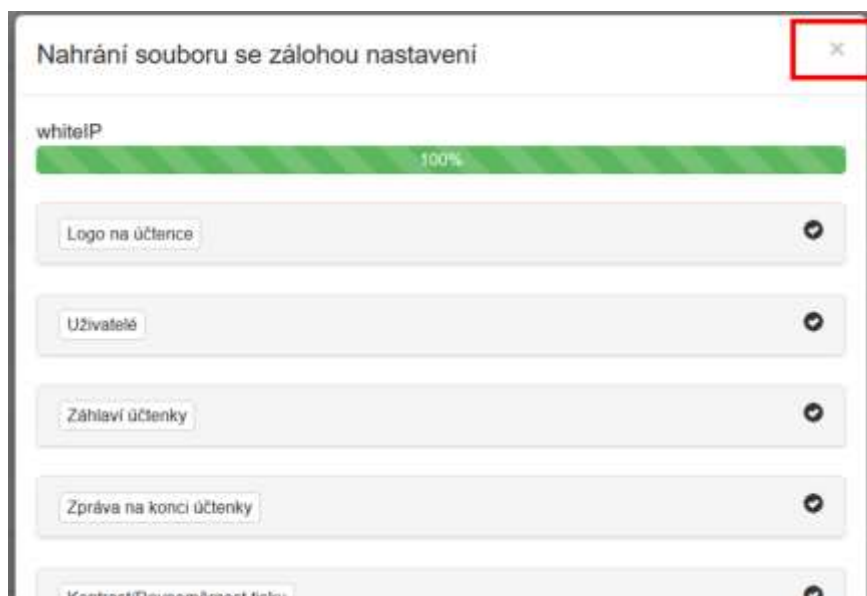 Nahrání souboru se zálohou nastavení
×
whiteIP
100%
Logo na účtence
Uživatelé
Záhlaví účtenky
Zpráva na konci účtenky